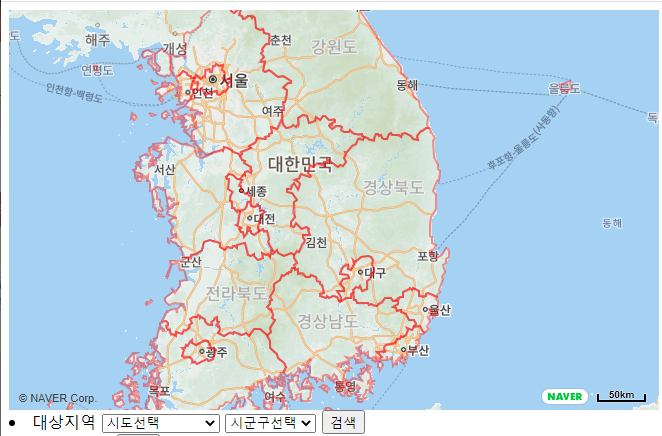 해주
개성
춘천
강원도
연평도
서울
인천
인천항-백령도
동해
울릉도
여주
후포항-울릉도(사동항)
대한민국
서산
세종
경상북도
대전
동해
김천
포항
군산
대구
전라북도
경상남도
울산
광주
부산
목포
여수
통영
© NAVER Corp.
NAVER
50km
대상지역 시도선택 시군구선택 검색